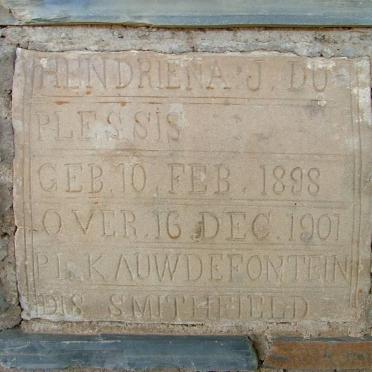 HENDRIENA J. DU
PLESSIS
GEB. 10. FEB. 1898
OVER. 16. DEC. 1901
PL. KAUWDEFONTEIN
DIS SMITHFIELD